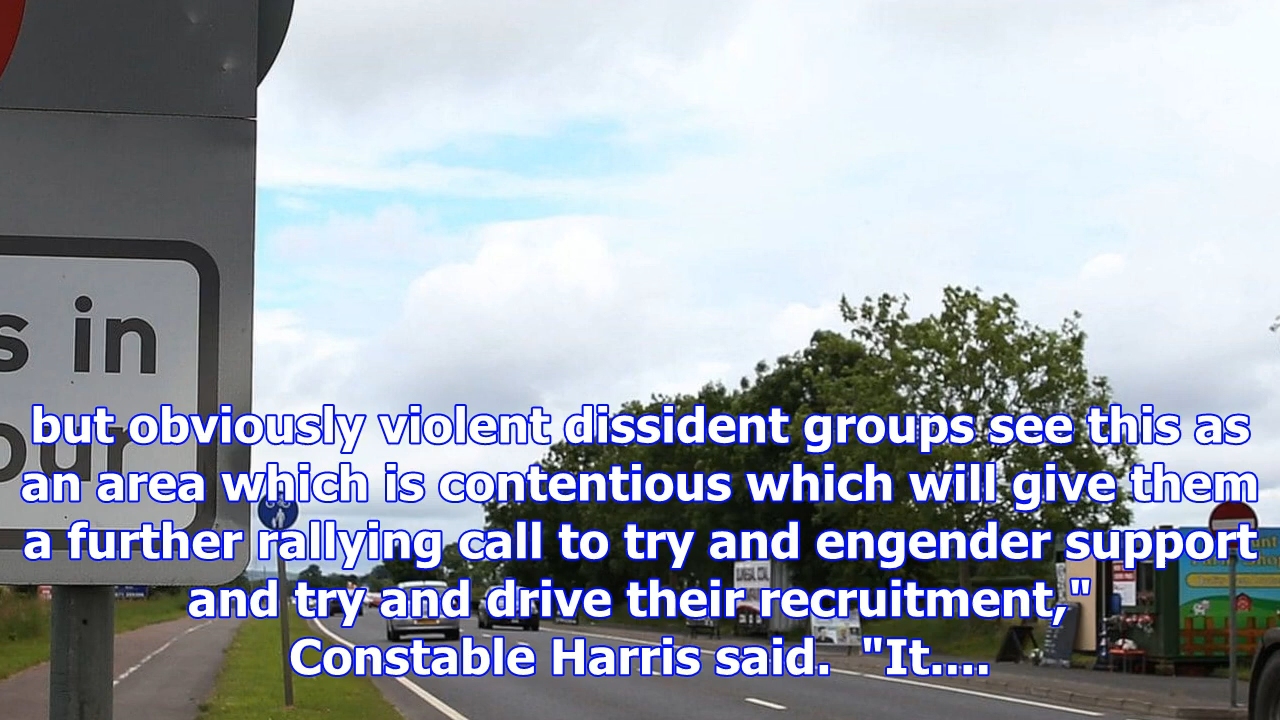 s in
our
but obviously violent dissident groups see this as
an area which is contentious which will give them
a further rallying call to try and engender support
and try and drive their recruitment,"
Constable Harris said.  "It....